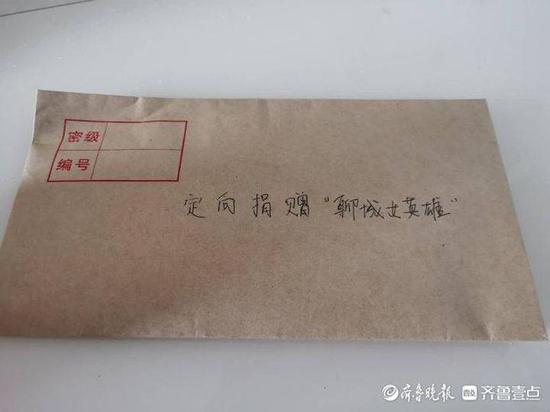 密级
编号
定向捐赠“聊城女英雄”
齐鲁晚报 齐鲁壹点